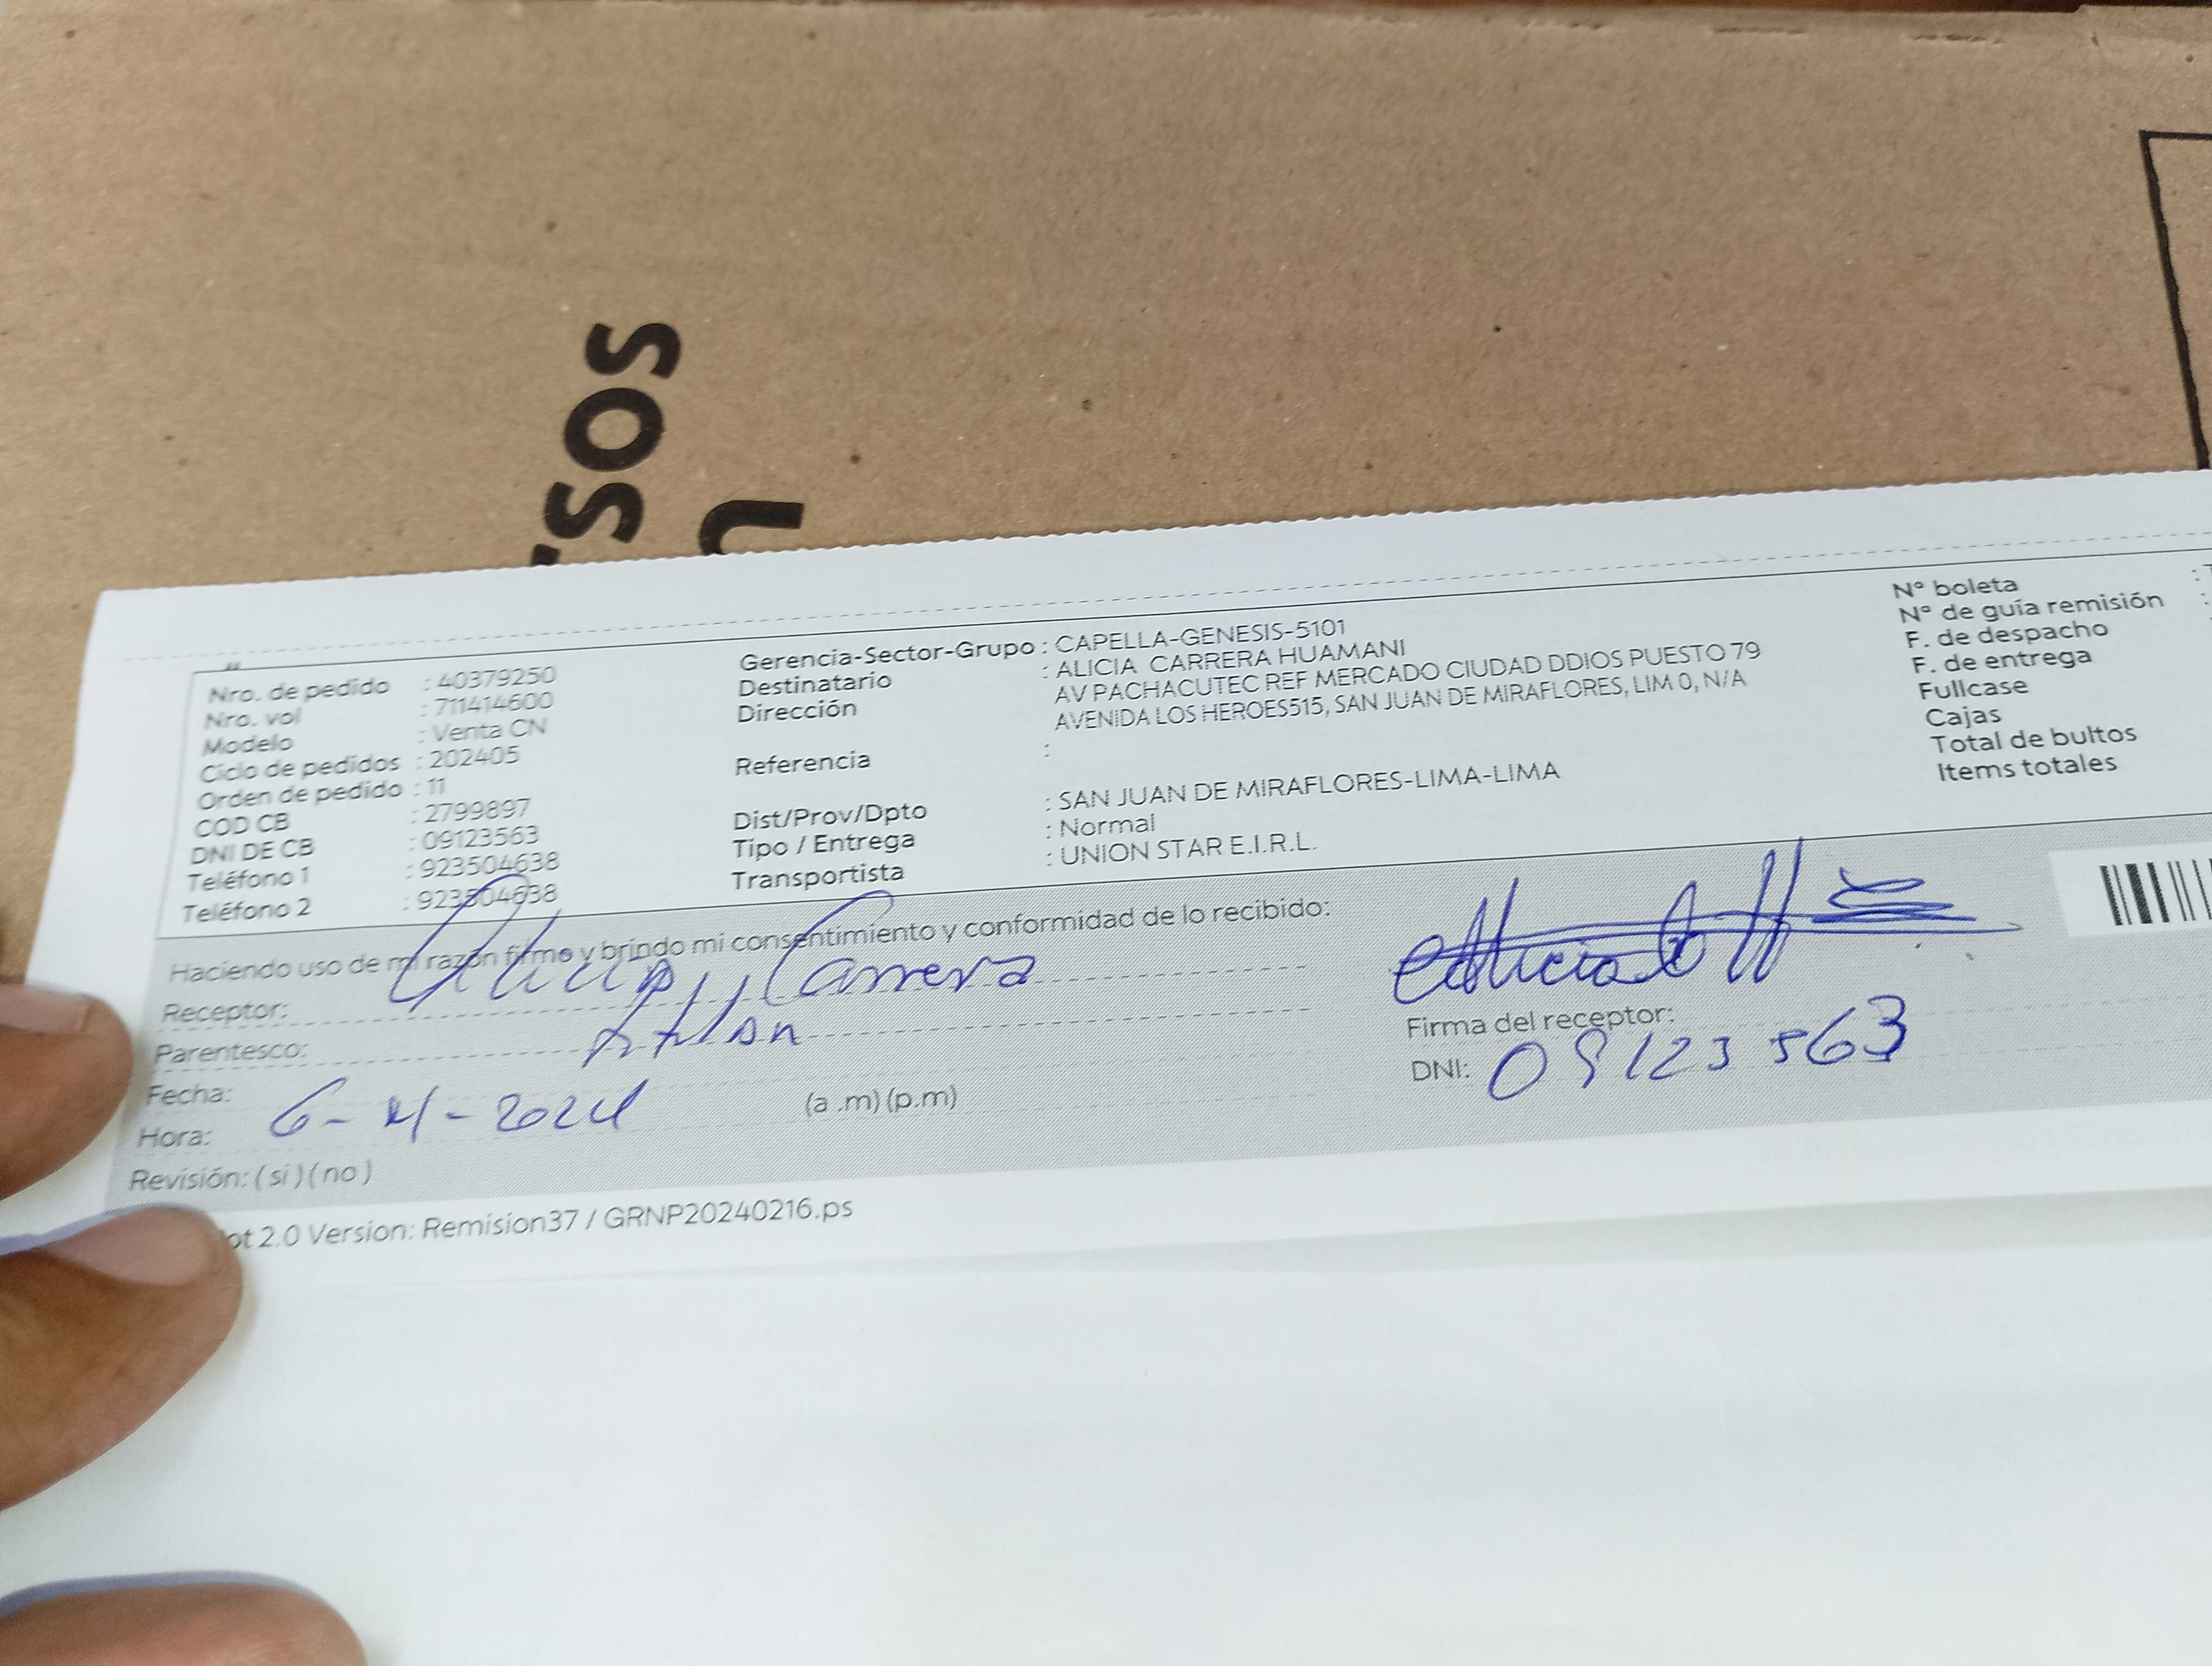 sos
Nro. de pedido : 40379250
Nro. vol : 711414600
Modelo : Venta CN
Ciclo de pedidos : 202405
Orden de pedido : 11
COD CB : 2799897
DNI DE CB : 09123563
Teléfono 1 : 923504638
Teléfono 2 : 923504638
Gerencia-Sector-Grupo : CAPELLA-GENESIS-5101
Destinatario : ALICIA CARRERA HUAMANI
Dirección AV PACHACUTEC REF MERCADO CIUDAD DDIOS PUESTO 79
AVENIDA LOS HEROES515, SAN JUAN DE MIRAFLORES, LIM 0, N/A
Referencia :
Dist/Prov/Dpto : SAN JUAN DE MIRAFLORES-LIMA-LIMA
Tipo / Entrega : Normal
Transportista : UNION STAR E.I.R.L.
N° boleta :
N° de guía remisión :
F. de despacho
F. de entrega
Fullcase
Cajas
Total de bultos
Items totales
Haciendo uso de mi razón firmo y brindo mi consentimiento y conformidad de lo recibido:
Receptor: Alicia Carrera
Parentesco:
Fecha: 6-4-2024
Hora: (a .m) (p.m)
Revisión: ( si ) ( no )
Firma del receptor:
DNI: 09123563
ot 2.0 Version: Remision37 / GRNP20240216.ps